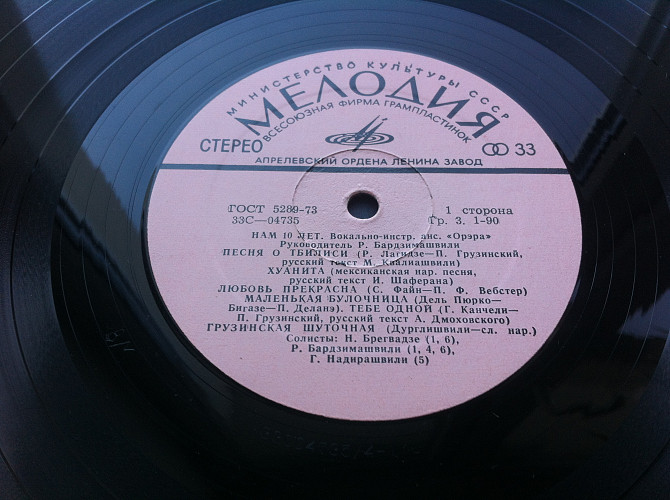 МИНИСТЕРСТВО КУЛЬТУРЫ СССР
МЕЛОДИЯ
ВСЕСОЮЗНАЯ ФИРМА ГРАМПЛАСТИНОК
СТЕРЕО 33
АПРЕЛЕВСКИЙ ОРДЕНА ЛЕНИНА ЗАВОД
ГОСТ 5289-73 1 сторона
33С—04735 Гр. 3. 1-90
НАМ 10 ЛЕТ. Вокально-инстр. анс. «Орэра»
Руководитель Р. Бардзимашвили
ПЕСНЯ О ТБИЛИСИ (Р. Лагидзе—П. Грузинский,
русский текст М. Квалиашвили)
ХУАНИТА (мексиканская нар. песня,
русский текст И. Шаферана)
ЛЮБОВЬ ПРЕКРАСНА (С. Файн—П. Ф. Вебстер)
МАЛЕНЬКАЯ БУЛОЧНИЦА (Дель Пюрко—
Бигазе—П. Деланэ). ТЕБЕ ОДНОЙ (Г. Канчели—
П. Грузинский, русский текст А. Дмоховского)
ГРУЗИНСКАЯ ШУТОЧНАЯ (Дурглишвили—сл. нар.)
Солисты: Н. Брегвадзе (1, 6),
Р. Бардзимашвили (1, 4, 6),
Г. Надирашвили (5)